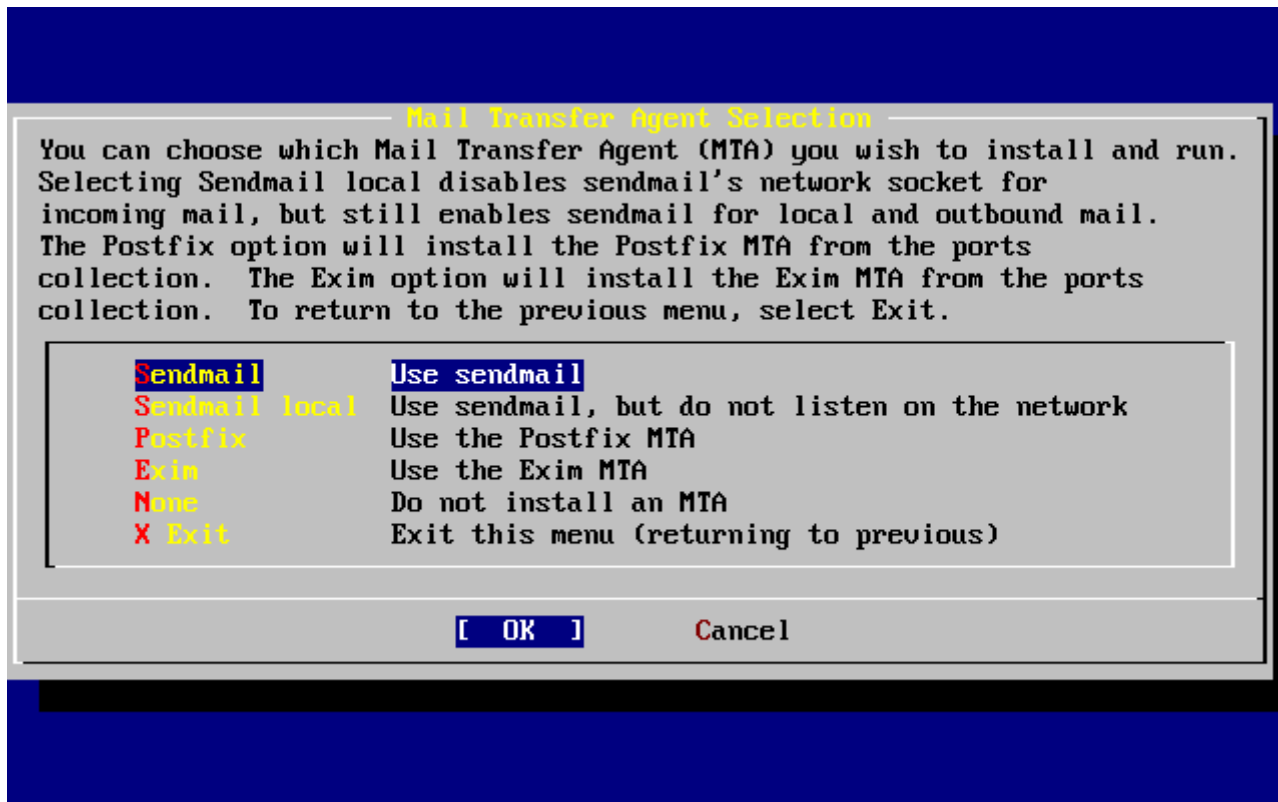 Mail Transfer Agent Selection
You can choose which Mail Transfer Agent (MTA) you wish to install and run.
Selecting Sendmail local disables sendmail's network socket for
incoming mail, but still enables sendmail for local and outbound mail.
The Postfix option will install the Postfix MTA from the ports
collection.  The Exim option will install the Exim MTA from the ports
collection.  To return to the previous menu, select Exit.
Sendmail Use sendmail
Sendmail local Use sendmail, but do not listen on the network
Postfix Use the Postfix MTA
Exim Use the Exim MTA
None Do not install an MTA
X Exit Exit this menu (returning to previous)
[ OK ] Cancel